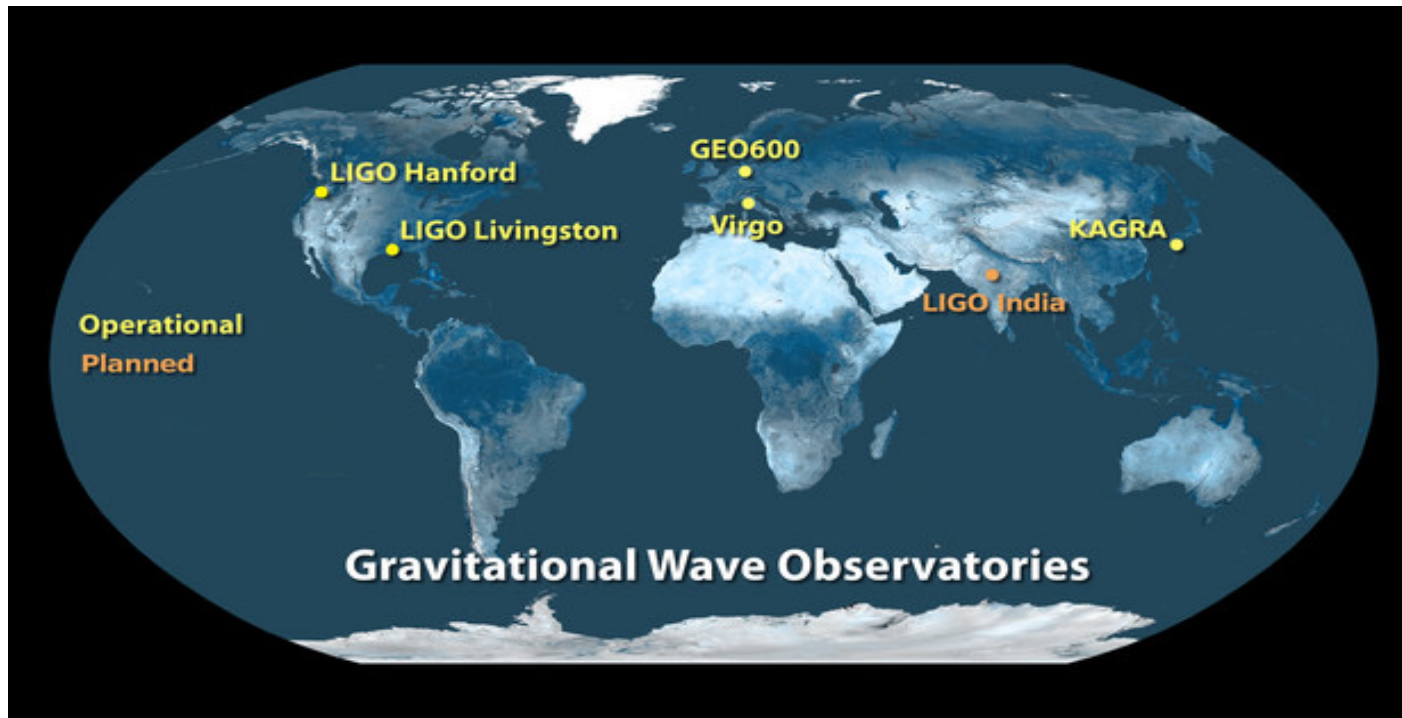 GEO600
LIGO Hanford
LIGO Livingston
Virgo
KAGRA
LIGO India
Operational
Planned
Gravitational Wave Observatories